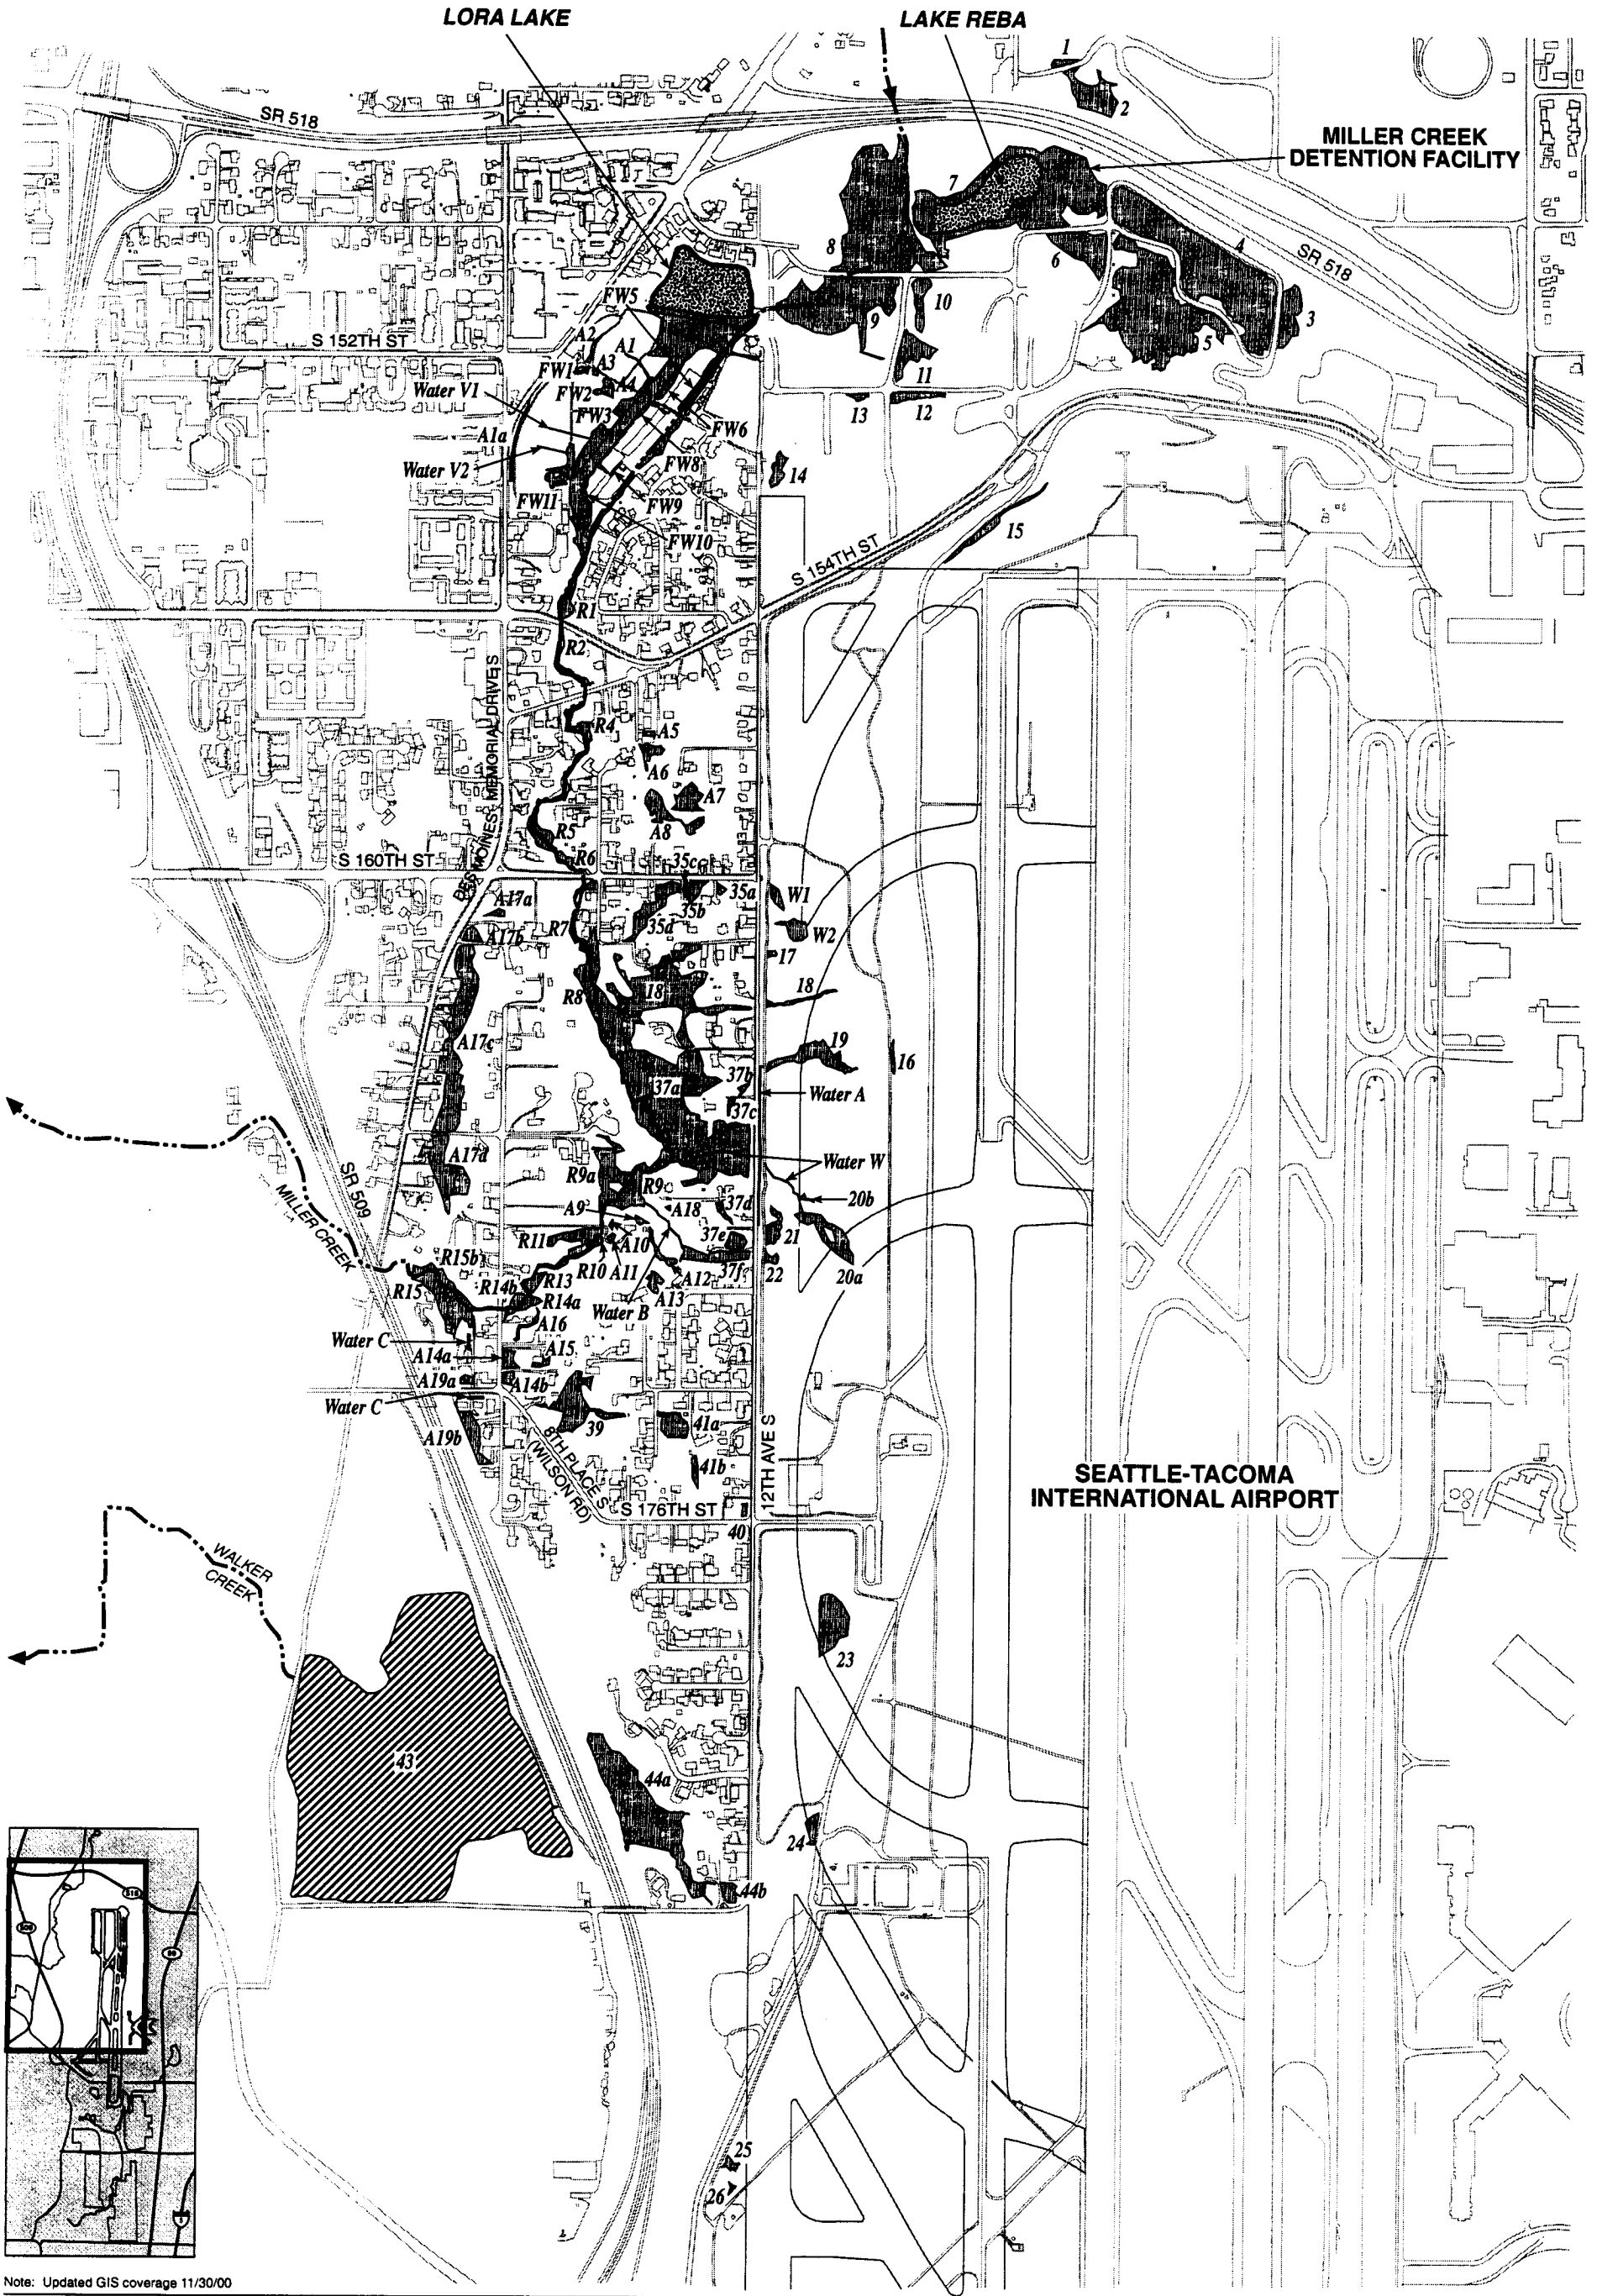 LORA LAKE
LAKE REBA
1
2
SR 518
MILLER CREEK
DETENTION FACILITY
7
8
4
6
SR 518
FW5
10
9
3
S 152TH ST
A2
A1
5
FW1
A3
11
Water V1
FW2
A4
13
12
FW3
A1a
FW6
Water V2
FW8
14
FW11
FW9
15
FW10
S 154TH ST
R1
R2
DES MOINES MEMORIAL DRIVE S
R4
A5
A6
A7
R5
A8
S 160TH ST
R6
35c
A17a
35a
W1
35b
R7
35d
A17b
W2
17
R8
18
18
A17c
19
16
37b
37a
Water A
37c
A17d
R9a
Water W
SR 509
MILLER CREEK
R9
37d
20b
A9
A18
R11
A10
37e
21
R15b
R10
A11
A12
37f
22
20a
R15
R14b
R13
A13
R14a
Water B
A16
Water C
A14a
A15
A19a
A14b
Water C
39
41a
A19b
8TH PLACE S
(WILSON RD)
41b
12TH AVE S
SEATTLE-TACOMA
INTERNATIONAL AIRPORT
S 176TH ST
40
WALKER
CREEK
23
43
44a
24
44b
518
509
99
5
25
26
Note: Updated GIS coverage 11/30/00